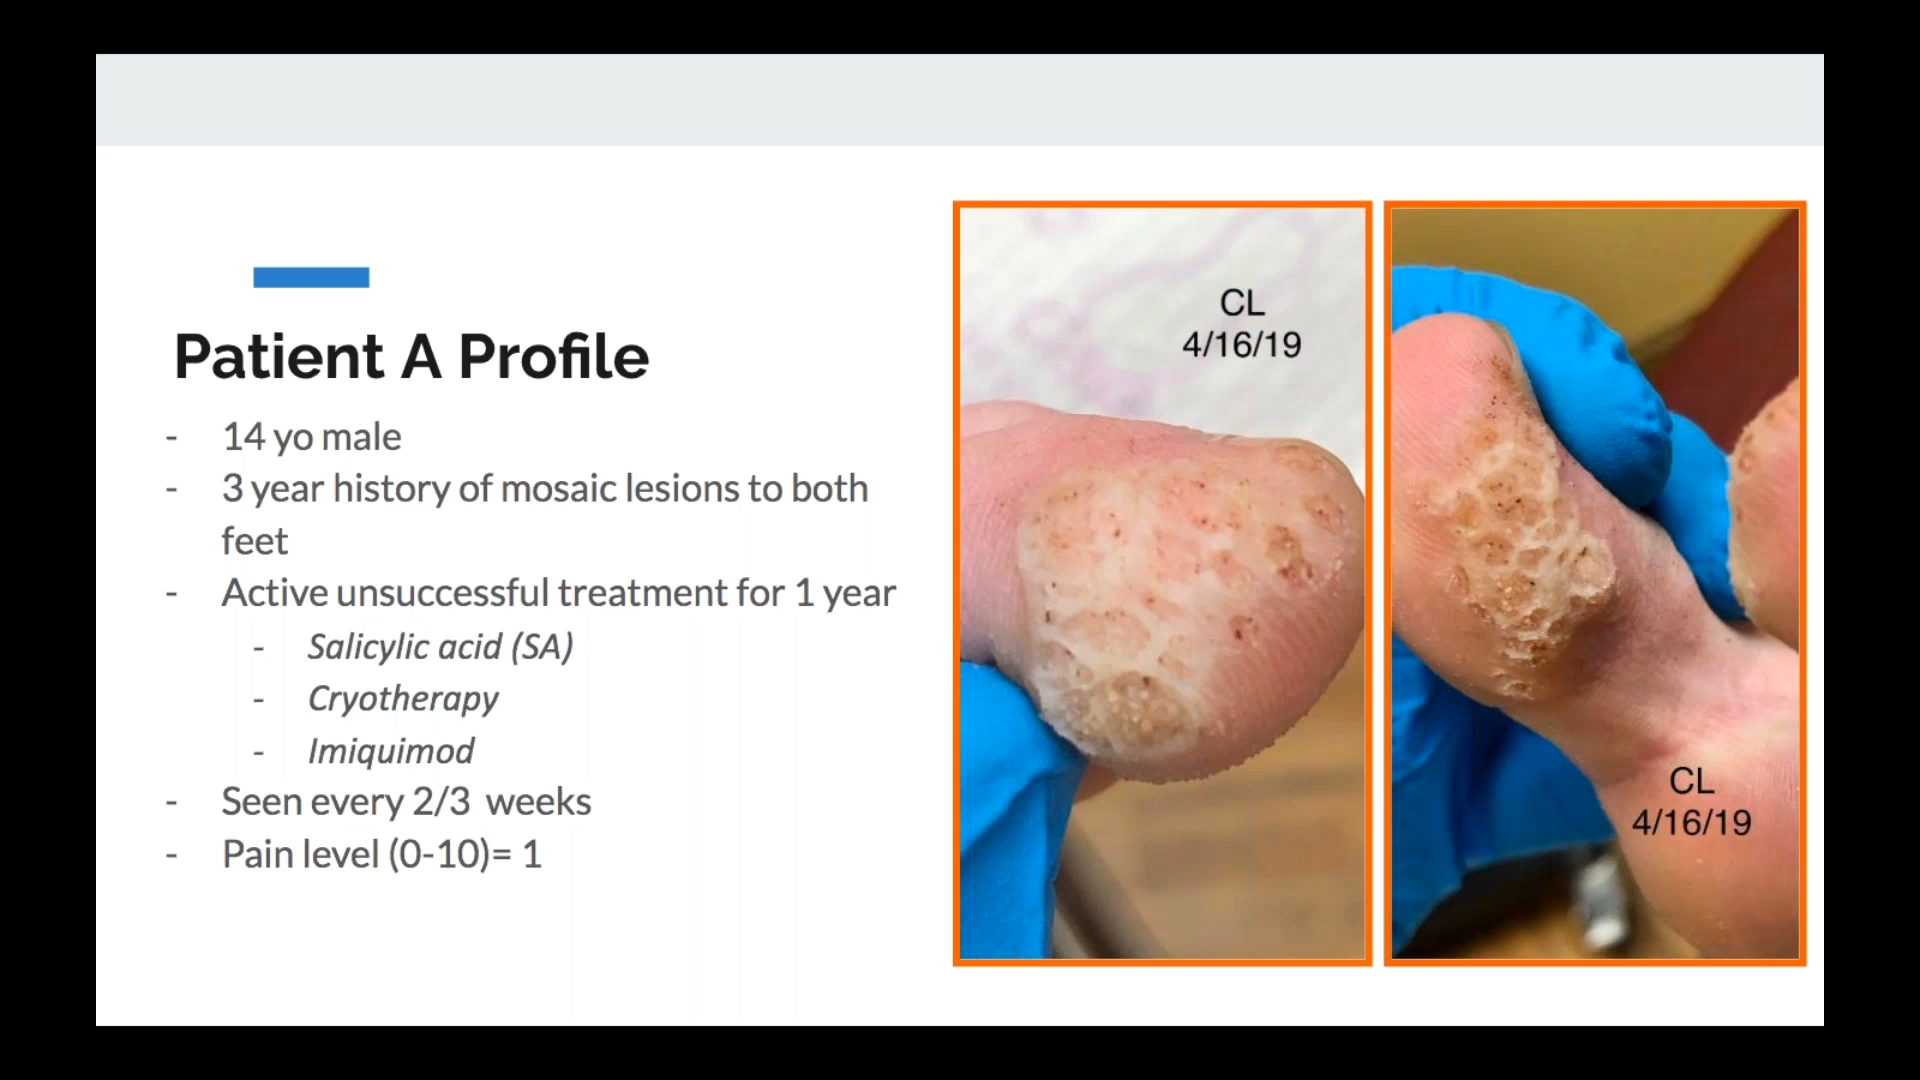 Patient A Profile
- 14 yo male
- 3 year history of mosaic lesions to both
feet
- Active unsuccessful treatment for 1 year
- Salicylic acid (SA)
- Cryotherapy
- Imiquimod
- Seen every 2/3 weeks
- Pain level (0-10)= 1
CL
4/16/19
CL
4/16/19